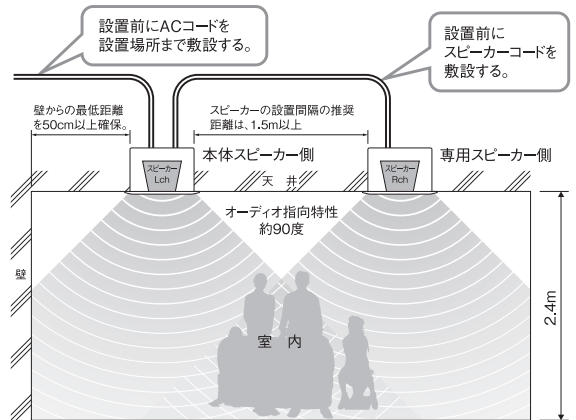 設置前にACコードを
設置場所まで敷設する。
設置前に
スピーカーコードを
敷設する。
壁からの最低距離
を50cm以上確保。
スピーカーの設置間隔の推奨
距離は、1.5m以上
本体スピーカー側
専用スピーカー側
スピーカー
Lch
スピーカー
Rch
天 井
オーディオ指向特性
約90度
壁
室 内
2.4m